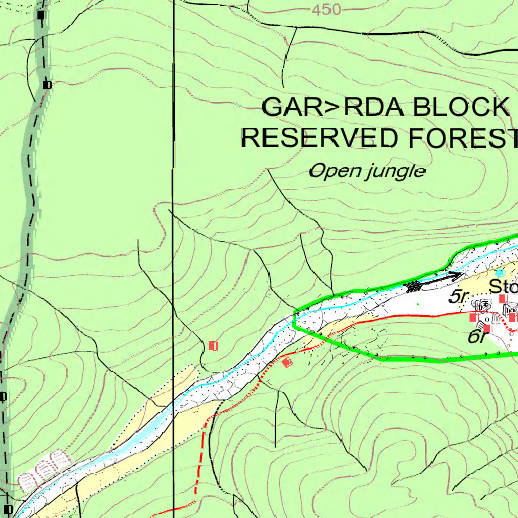 450
GAR>RDA BLOCK
RESERVED FOREST
Open jungle
Sto
5r
6r